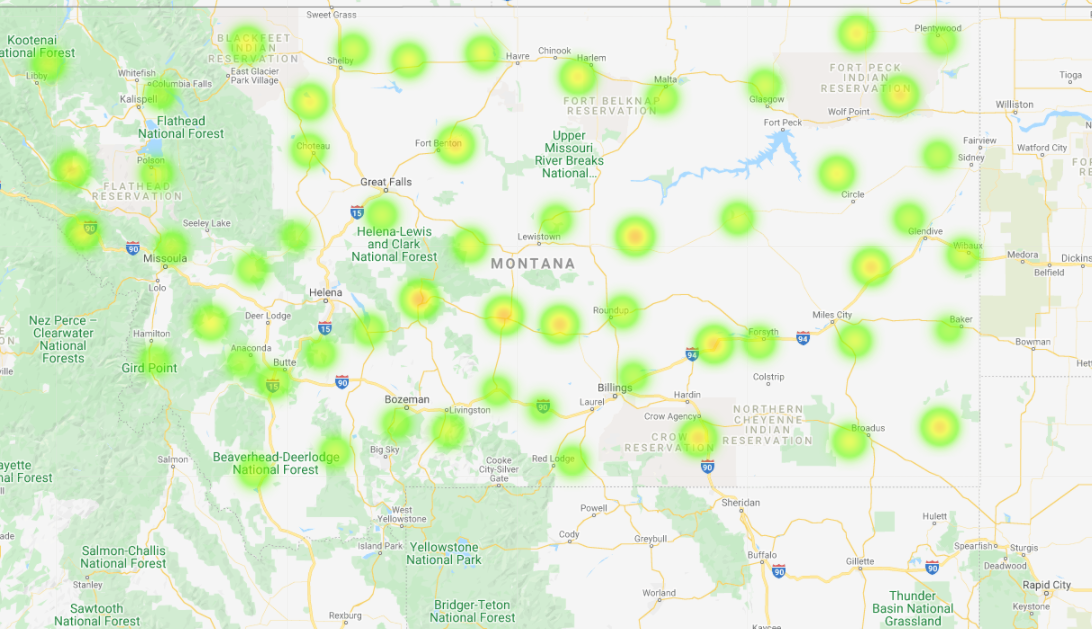 Sweet Grass
Kootenai
National Forest
Libby
BLACKFEET
INDIAN
RESERVATION
East Glacier
Park Village
Shelby
Havre
Chinook
Harlem
Plentywood
Whitefish
Columbia Falls
Kalispell
Flathead
National Forest
FORT BELKNAP
RESERVATION
Malta
Glasgow
FORT PECK
INDIAN
RESERVATION
Wolf Point
Fort Peck
Tioga
Williston
Watford City
Fairview
Sidney
Choteau
Fort Benton
Upper
Missouri
River Breaks
National...
Polson
FLATHEAD
RESERVATION
Great Falls
Circle
15
90
90
Seeley Lake
Missoula
Lolo
Helena-Lewis
and Clark
National Forest
Lewistown
MONTANA
Glendive
Wibaux
Medora
Belfield
Dickins
Helena
Deer Lodge
15
Roundup
Miles City
Forsyth
94
94
Baker
Bowman
Nez Perce –
Clearwater
National
Forests
Hamilton
Gird Point
Anaconda
Butte
15
90
Colstrip
Billings
Laurel
Hardin
Bozeman
Livingston
90
Crow Agency
CROW
RESERVATION
NORTHERN
CHEYENNE
INDIAN
RESERVATION
Broadus
90
Salmon
Beaverhead-Deerlodge
National Forest
Big Sky
Cooke
City-Silver
Gate
Red Lodge
West
Yellowstone
Powell
Cody
Sheridan
Hulett
Island Park
Yellowstone
National Park
Greybull
Buffalo
90
Gillette
90
Spearfish
Sturgis
Deadwood
Salmon-Challis
National Forest
Stanley
Sawtooth
National Forest
Rexburg
Bridger-Teton
National Forest
Worland
Kaycee
Thunder
Basin National
Grassland
Rapid City
Keystone